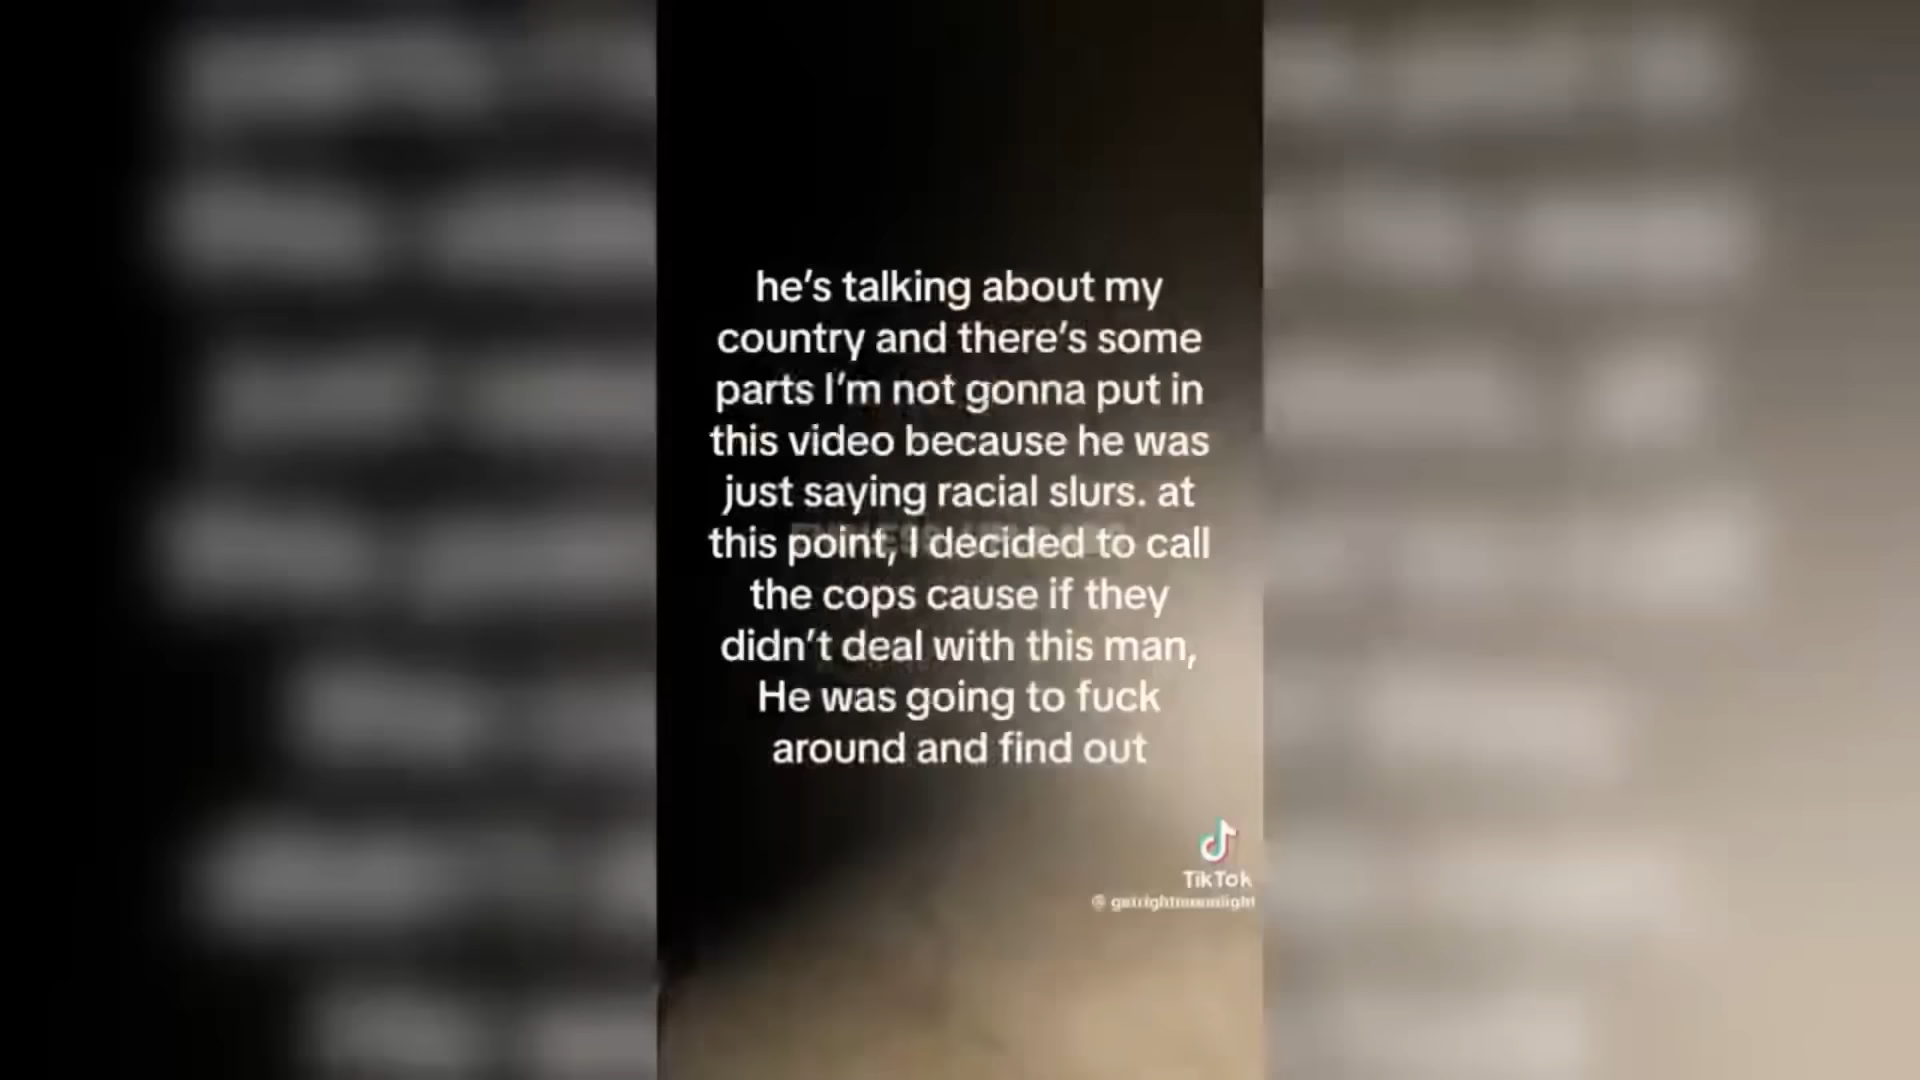 he's talking about my
country and there's some
parts I'm not gonna put in
this video because he was
just saying racial slurs. at
this point, I decided to call
the cops cause if they
didn't deal with this man,
He was going to fuck
around and find out
TikTok